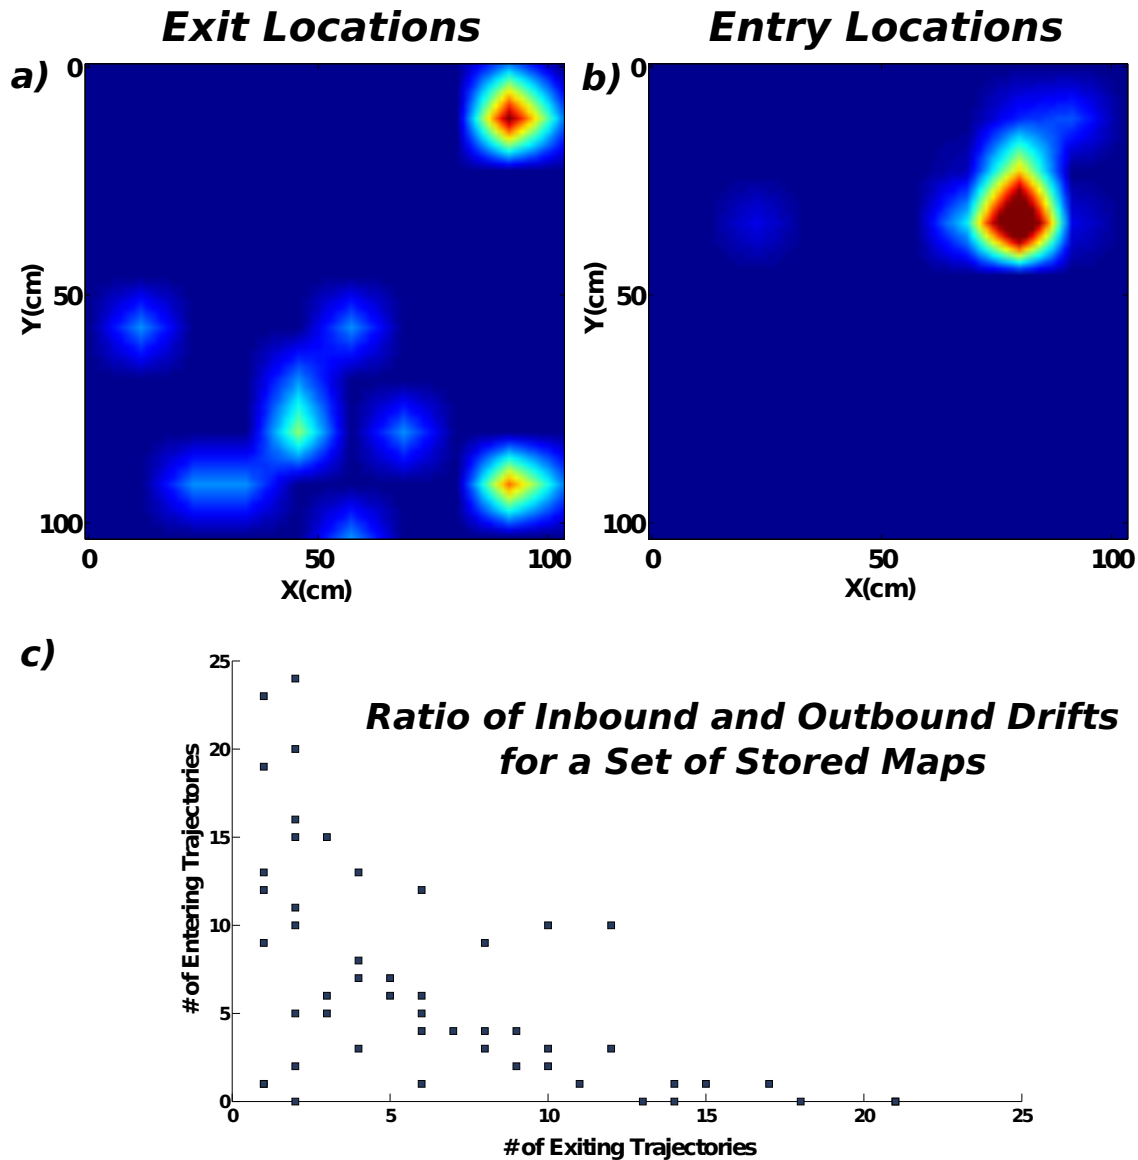 Exit Locations
Entry Locations
a)
b)
0
50
100
Y(cm)
0
50
100
X(cm)
0
50
100
Y(cm)
0
50
100
X(cm)
c)
Ratio of Inbound and Outbound Drifts
for a Set of Stored Maps
25
20
15
10
5
0
# of Entering Trajectories
0
5
10
15
20
25
# of Exiting Trajectories